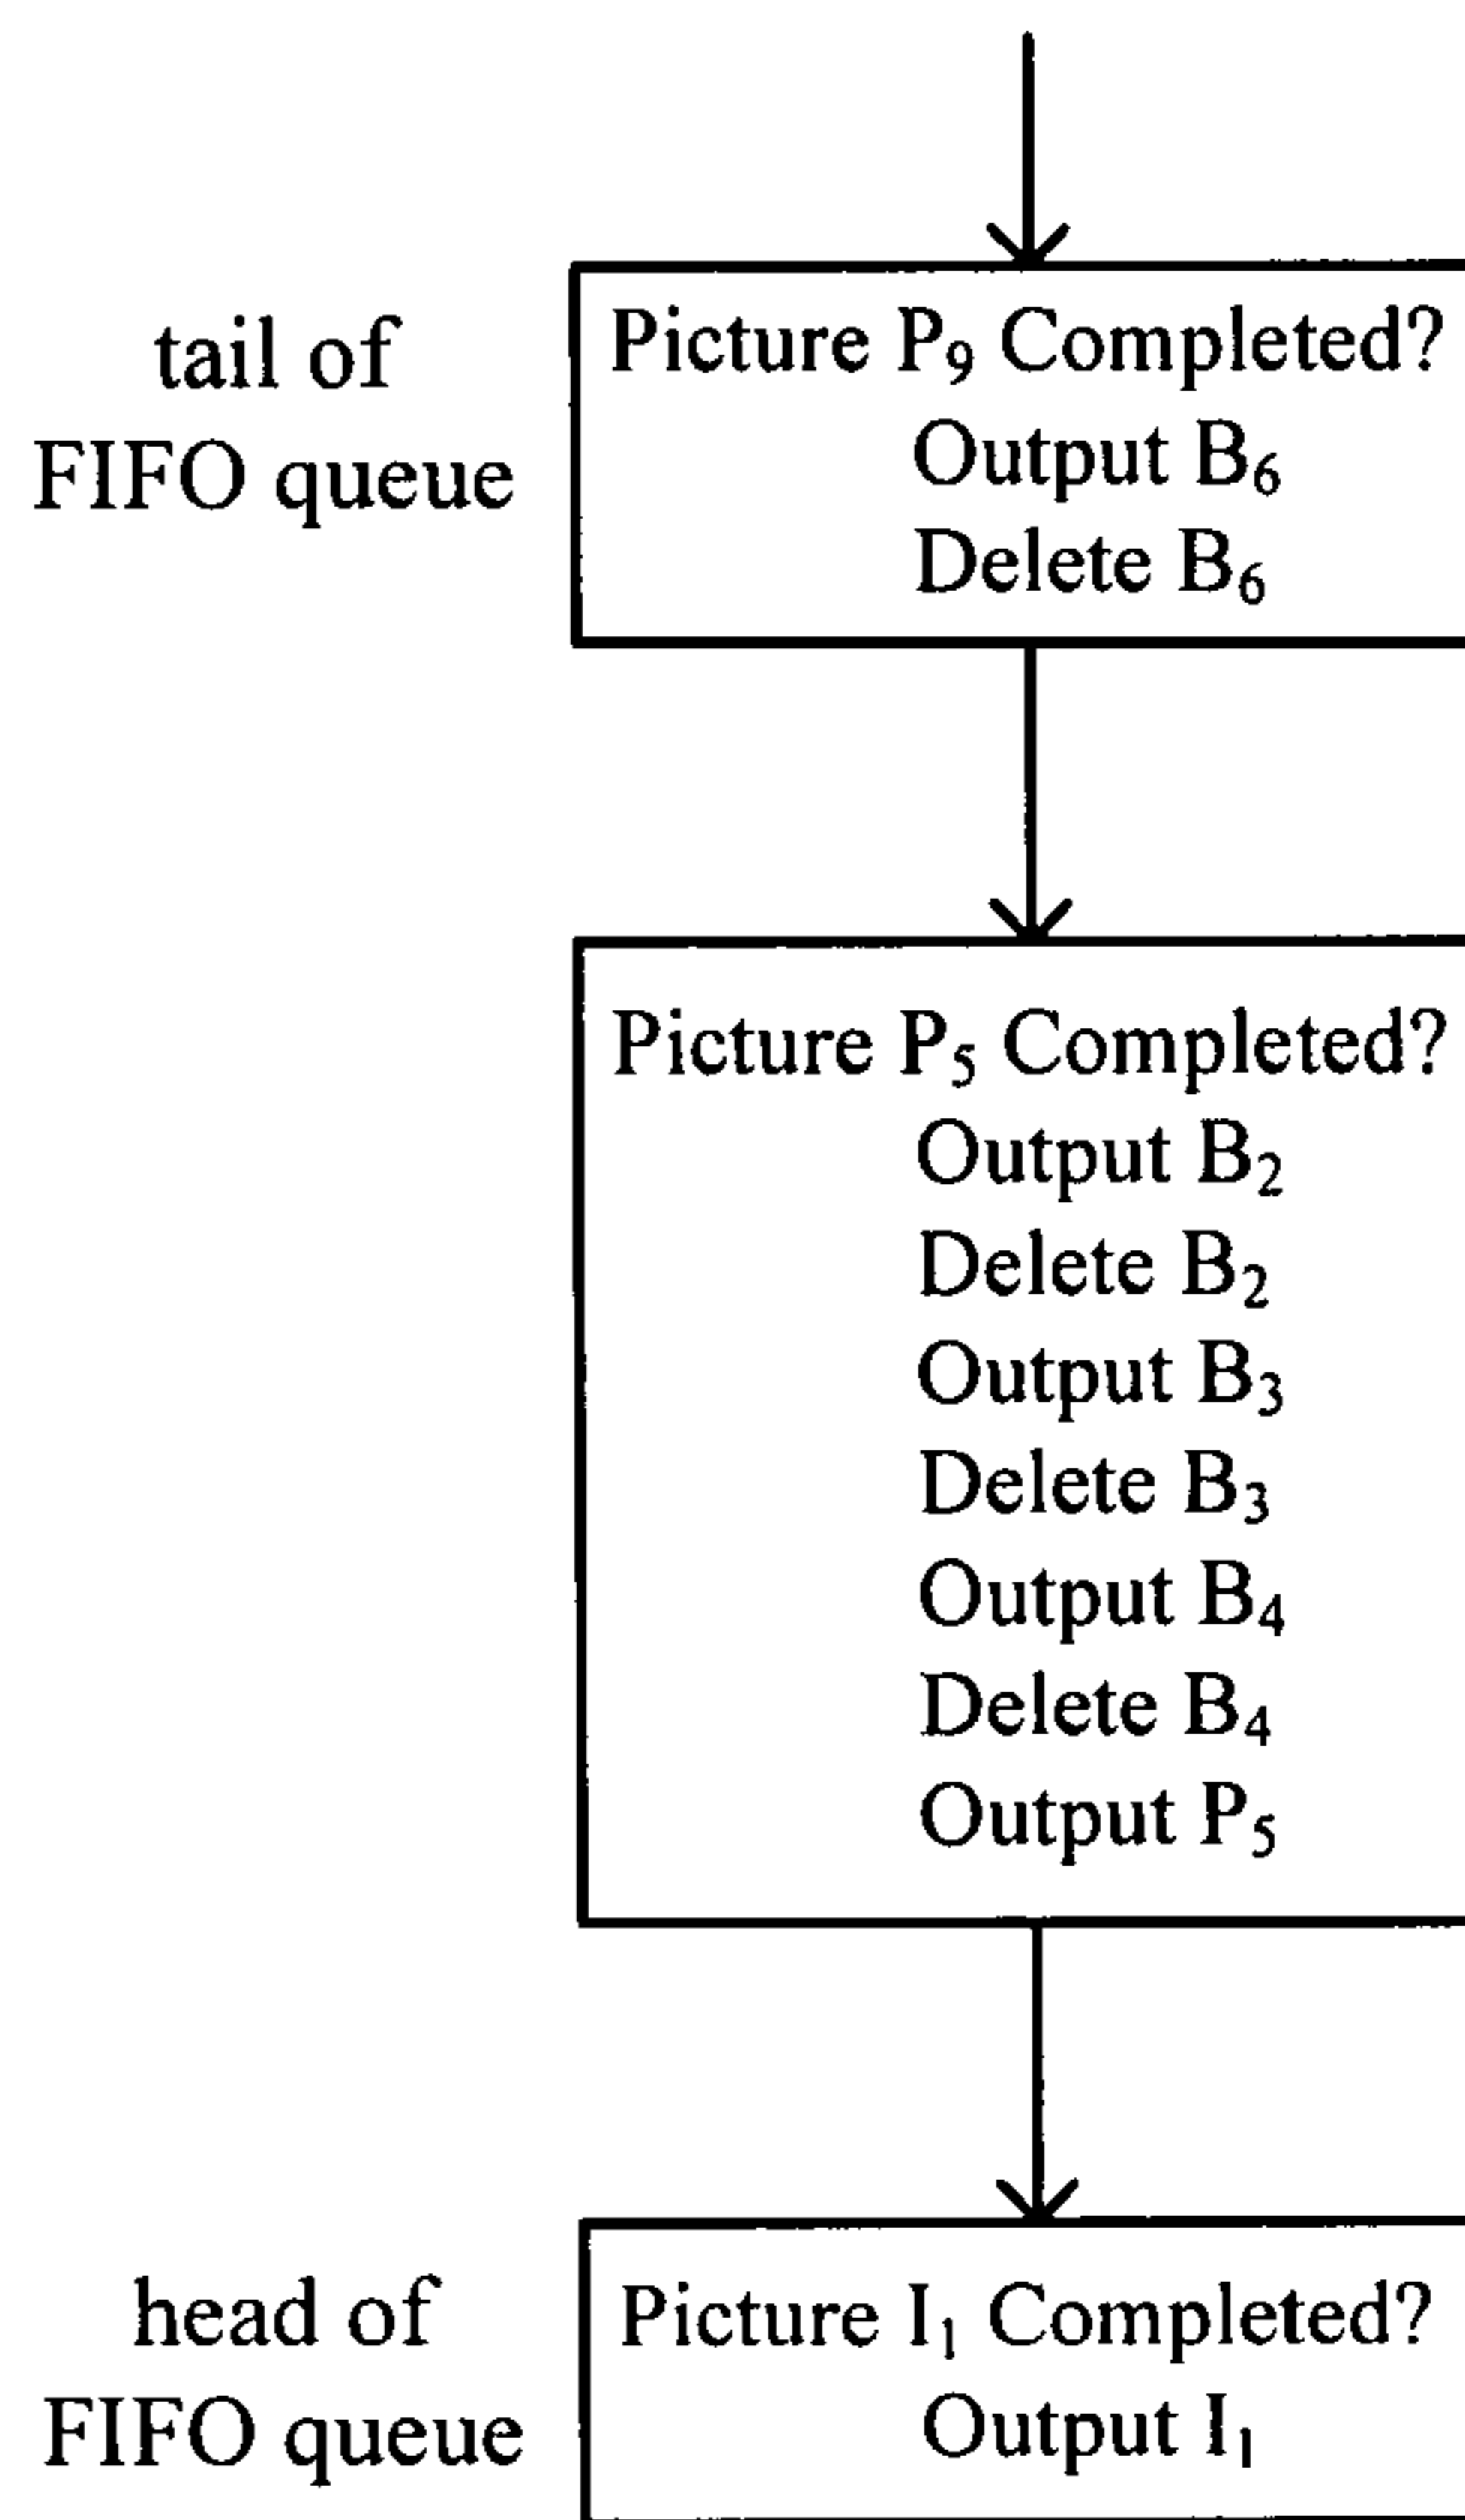 tail of
FIFO queue
Picture P₉ Completed?
Output B₆
Delete B₆
Picture P₅ Completed?
Output B₂
Delete B₂
Output B₃
Delete B₃
Output B₄
Delete B₄
Output P₅
head of
FIFO queue
Picture I₁ Completed?
Output I₁